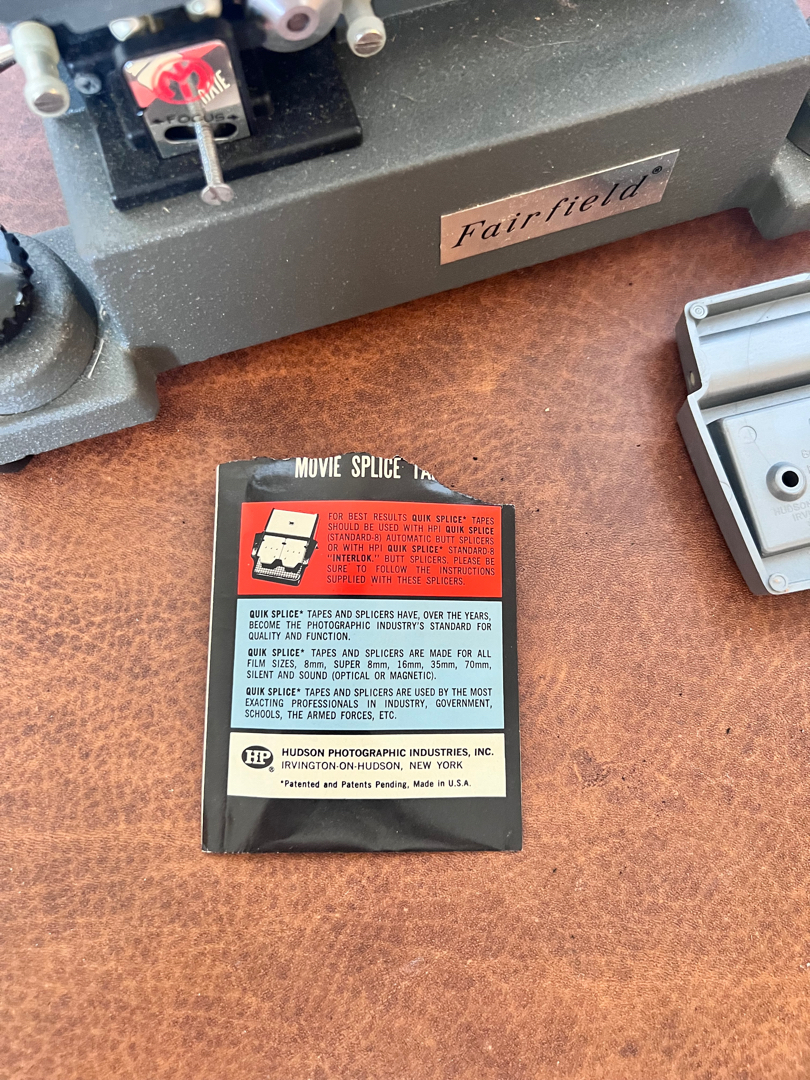 GATE
FOCUS
Fairfield®
MOVIE SPLICE TA
FOR BEST RESULTS QUIK SPLICE* TAPES
SHOULD BE USED WITH HPI QUIK SPLICE
(STANDARD-8) AUTOMATIC BUTT SPLICERS
OR WITH HPI QUIK SPLICE* STANDARD-8
"INTERLOK," BUTT SPLICERS. PLEASE BE
SURE TO FOLLOW THE INSTRUCTIONS
SUPPLIED WITH THESE SPLICERS.
QUIK SPLICE* TAPES AND SPLICERS HAVE, OVER THE YEARS,
BECOME THE PHOTOGRAPHIC INDUSTRY'S STANDARD FOR
QUALITY AND FUNCTION.
QUIK SPLICE* TAPES AND SPLICERS ARE MADE FOR ALL
FILM SIZES, 8mm, SUPER 8mm, 16mm, 35mm, 70mm,
SILENT AND SOUND (OPTICAL OR MAGNETIC).
QUIK SPLICE* TAPES AND SPLICERS ARE USED BY THE MOST
EXACTING PROFESSIONALS IN INDUSTRY, GOVERNMENT,
SCHOOLS, THE ARMED FORCES, ETC.
HP®
HUDSON PHOTOGRAPHIC INDUSTRIES, INC.
IRVINGTON-ON-HUDSON, NEW YORK
*Patented and Patents Pending, Made in U.S.A.